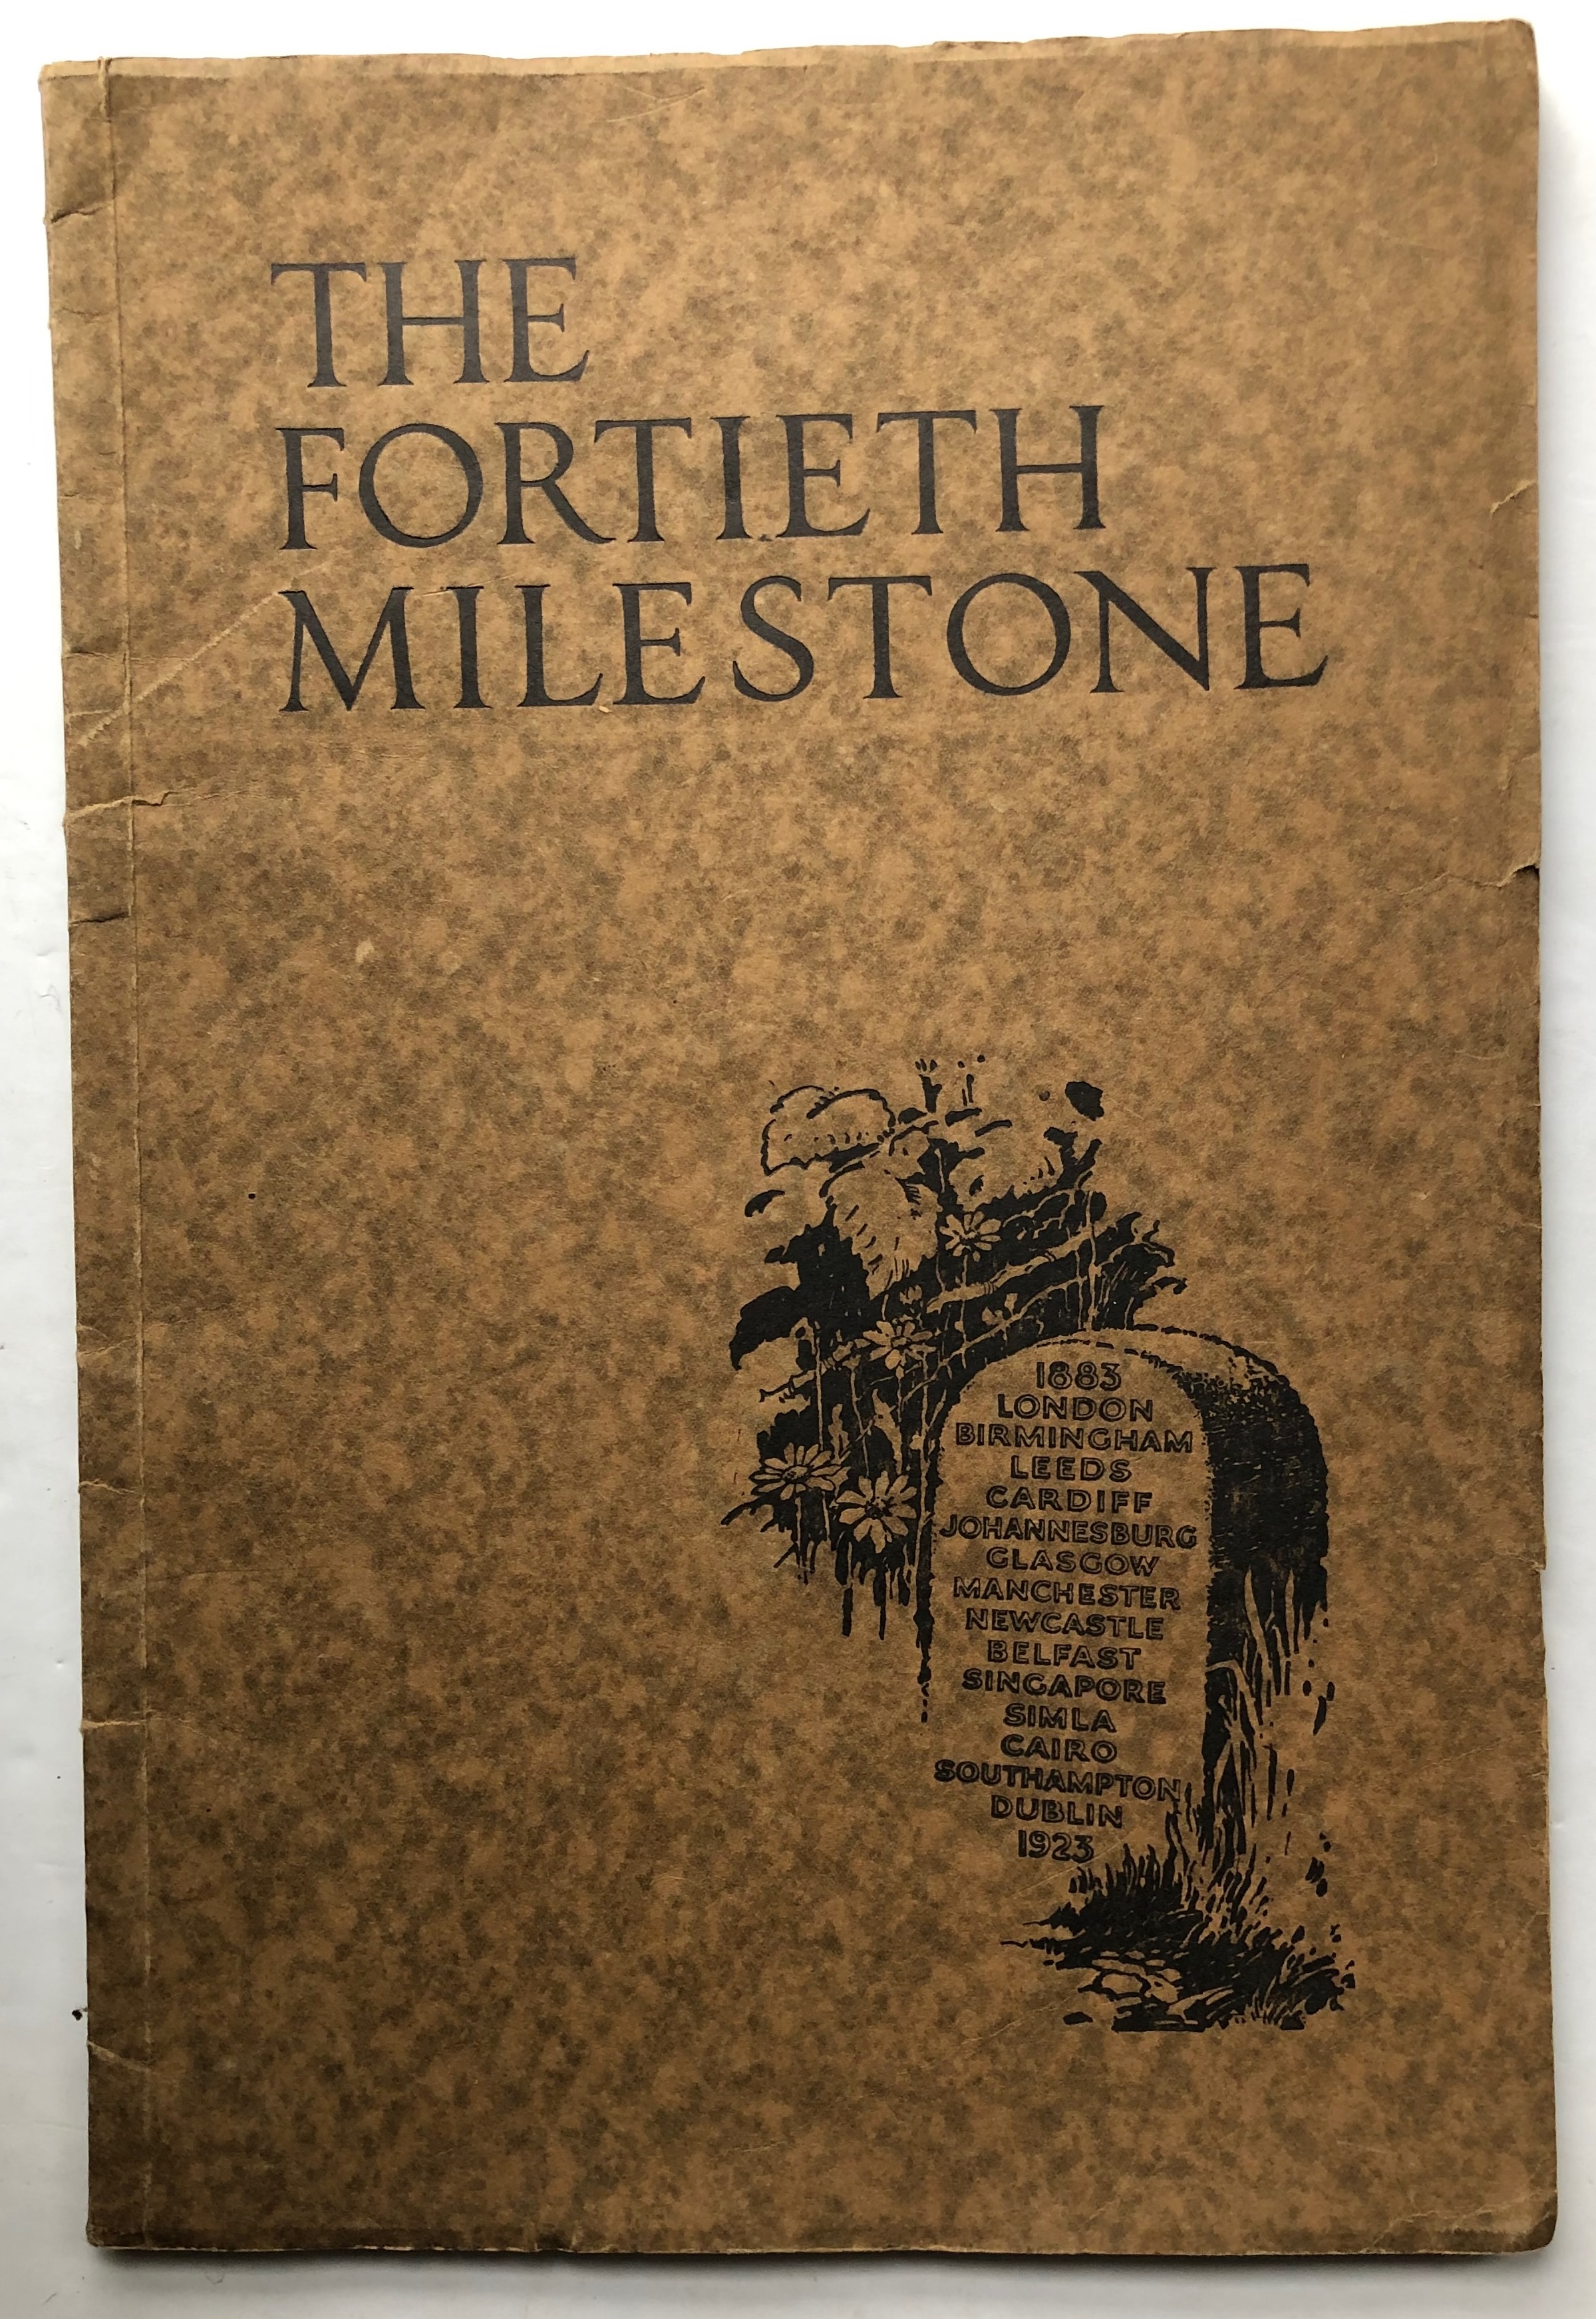 THE
FORTIETH
MILESTONE
1883
LONDON
BIRMINGHAM
LEEDS
CARDIFF
JOHANNESBURG
GLASGOW
MANCHESTER
NEWCASTLE
BELFAST
SINGAPORE
SIMLA
CAIRO
SOUTHAMPTON
DUBLIN
1923